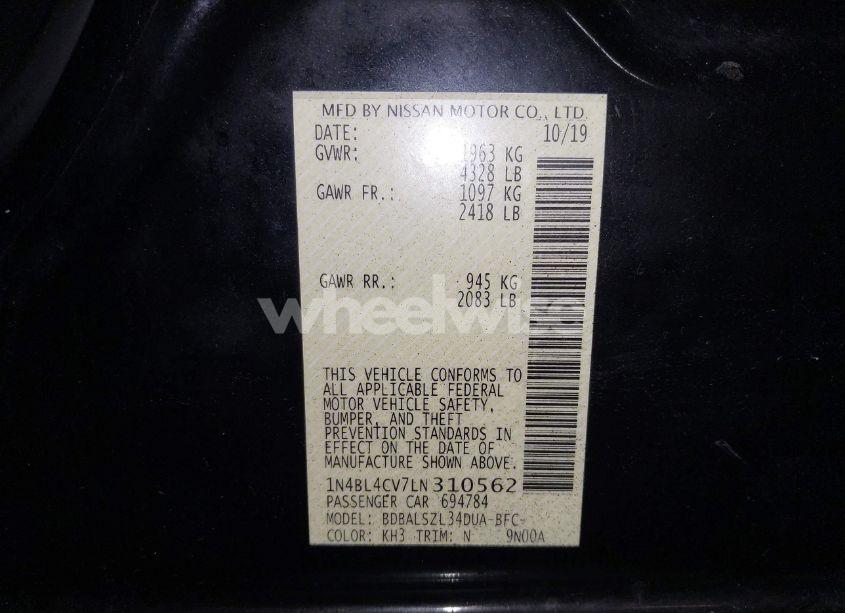 MFD BY NISSAN MOTOR CO., LTD.
DATE: 10/19
GVWR: 1963 KG
4328 LB
GAWR FR.: 1097 KG
2418 LB
GAWR RR.: 945 KG
2083 LB
wheelwise
THIS VEHICLE CONFORMS TO
ALL APPLICABLE FEDERAL
MOTOR VEHICLE SAFETY,
BUMPER, AND THEFT
PREVENTION STANDARDS IN
EFFECT ON THE DATE OF
MANUFACTURE SHOWN ABOVE.
1N4BL4CV7LN310562
PASSENGER CAR 694784
MODEL: BDBALSZL34DUA-BFC-
COLOR: KH3 TRIM: N 9N00A